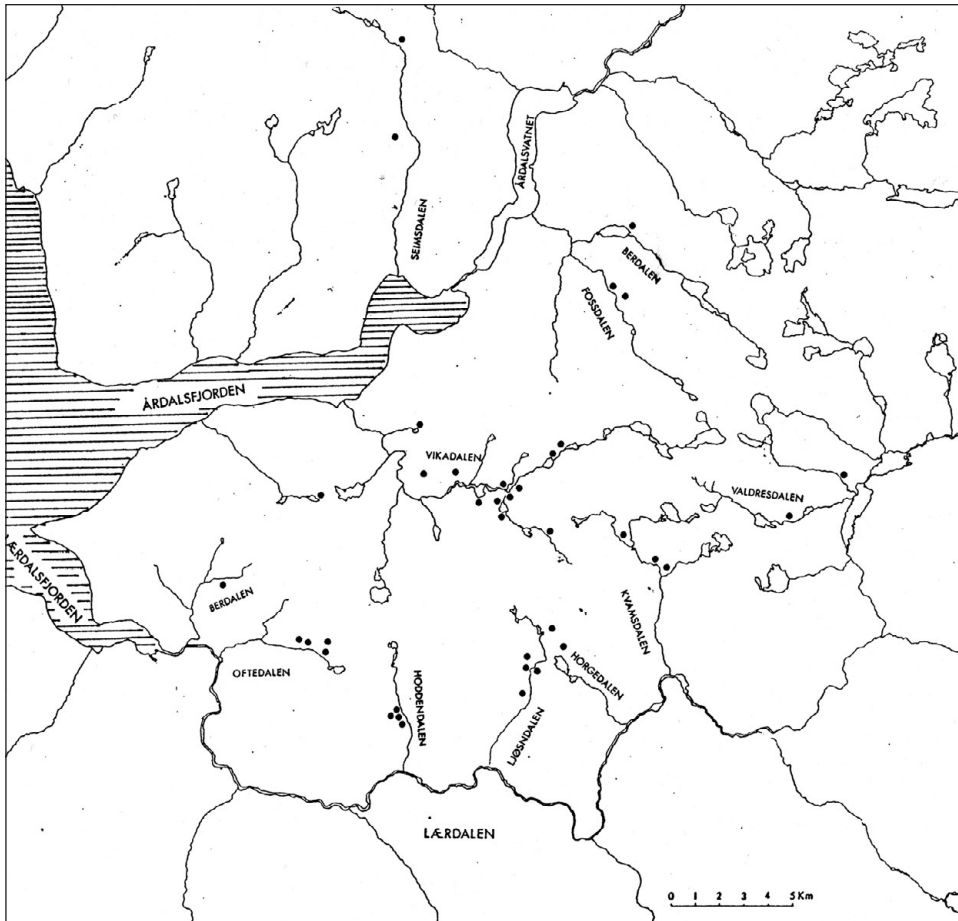 ÅRDALSVATNET
SEIMSDALEN
BERDALEN
FOSSDALEN
ÅRDALSFJORDEN
VIKADALEN
VALDRESDALEN
LÆRDALSFJORDEN
BERDALEN
KVAMSDALEN
OFTEDALEN
HODDENDALEN
HORGEDALEN
LJØSNDALEN
LÆRDALEN
0 1 2 3 4 5 Km